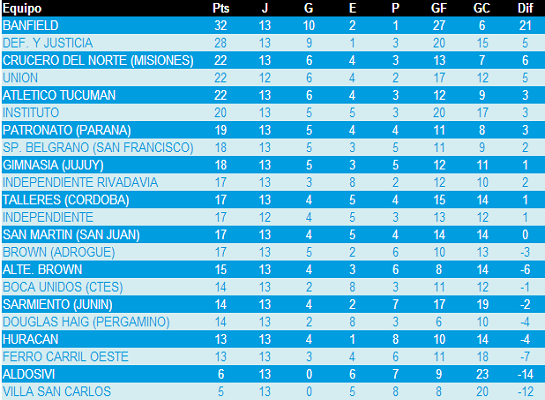 Equipo Pts J G E P GF GC Dif
BANFIELD 32 13 10 2 1 27 6 21
DEF. Y JUSTICIA 28 13 9 1 3 20 15 5
CRUCERO DEL NORTE (MISIONES) 22 13 6 4 3 13 7 6
UNION 22 12 6 4 2 17 12 5
ATLETICO TUCUMAN 22 13 6 4 3 12 9 3
INSTITUTO 20 13 5 5 3 20 17 3
PATRONATO (PARANA) 19 13 5 4 4 11 8 3
SP. BELGRANO (SAN FRANCISCO) 18 13 5 3 5 11 9 2
GIMNASIA (JUJUY) 18 13 5 3 5 12 11 1
INDEPENDIENTE RIVADAVIA 17 13 3 8 2 12 10 2
TALLERES (CORDOBA) 17 13 4 5 4 15 14 1
INDEPENDIENTE 17 12 4 5 3 13 12 1
SAN MARTIN (SAN JUAN) 17 13 4 5 4 14 14 0
BROWN (ADROGUE) 17 13 5 2 6 10 13 -3
ALTE. BROWN 15 13 4 3 6 8 14 -6
BOCA UNIDOS (CTES) 14 13 2 8 3 11 12 -1
SARMIENTO (JUNIN) 14 13 4 2 7 17 19 -2
DOUGLAS HAIG (PERGAMINO) 14 13 2 8 3 6 10 -4
HURACAN 13 13 4 1 8 10 14 -4
FERRO CARRIL OESTE 13 13 3 4 6 11 18 -7
ALDOSIVI 6 13 0 6 7 9 23 -14
VILLA SAN CARLOS 5 13 0 5 8 8 20 -12